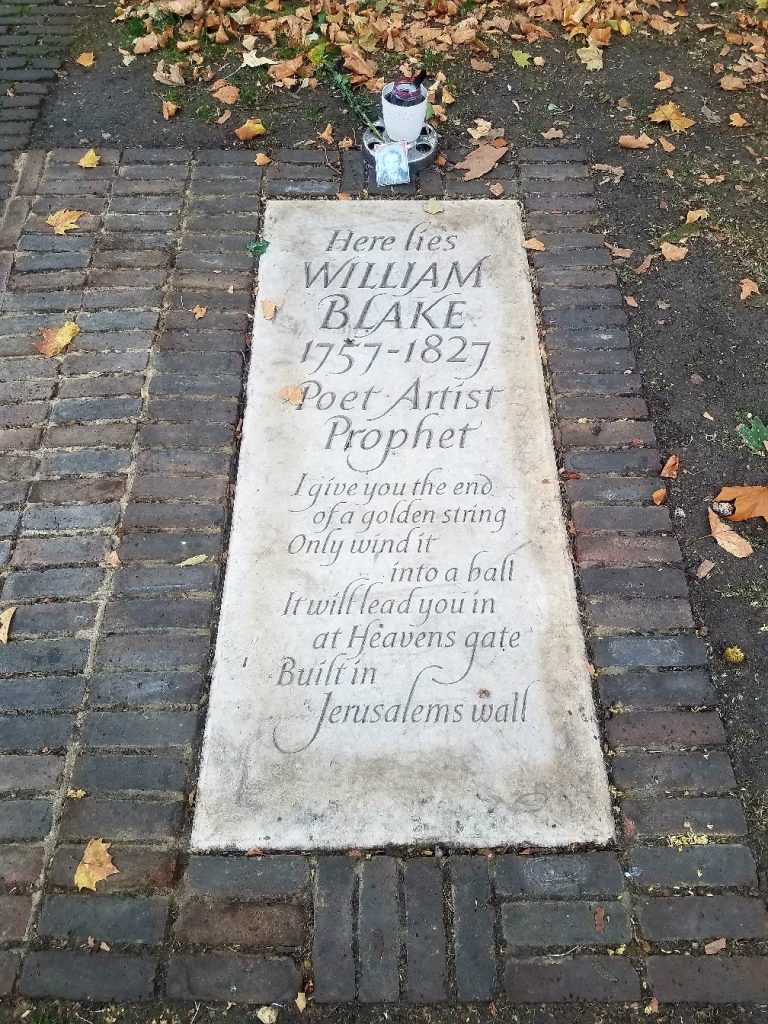 Here lies
WILLIAM
BLAKE
1757-1827
Poet Artist
Prophet
I give you the end
of a golden string
Only wind it
into a ball
It will lead you in
at Heavens gate
Built in
Jerusalems wall